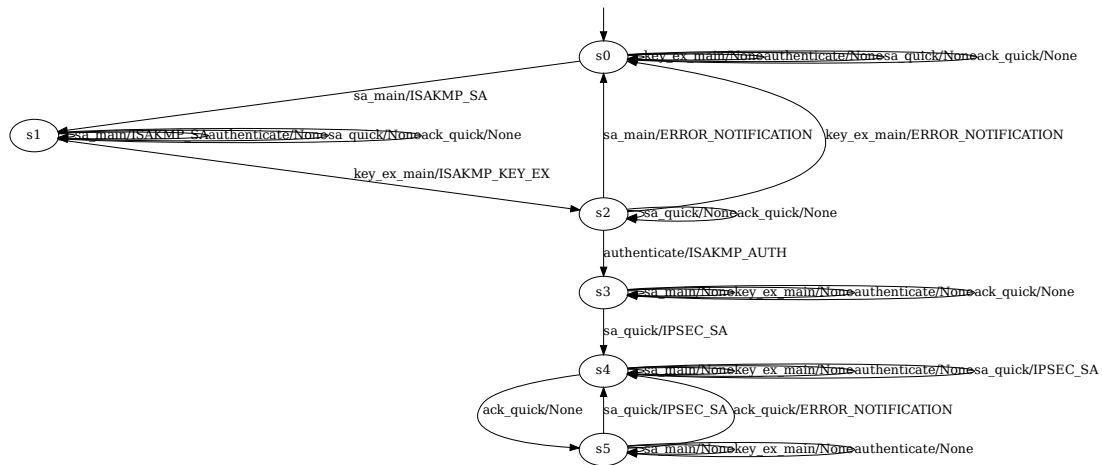 s0
key_ex_main/None authenticate/None sa_quick/None ack_quick/None
sa_main/ISAKMP_SA
s1
sa_main/ISAKMP_SA authenticate/None sa_quick/None ack_quick/None
sa_main/ERROR_NOTIFICATION
key_ex_main/ERROR_NOTIFICATION
key_ex_main/ISAKMP_KEY_EX
s2
sa_quick/None ack_quick/None
authenticate/ISAKMP_AUTH
s3
sa_main/None key_ex_main/None authenticate/None ack_quick/None
sa_quick/IPSEC_SA
s4
sa_main/None key_ex_main/None authenticate/None sa_quick/IPSEC_SA
ack_quick/None
sa_quick/IPSEC_SA
ack_quick/ERROR_NOTIFICATION
s5
sa_main/None key_ex_main/None authenticate/None